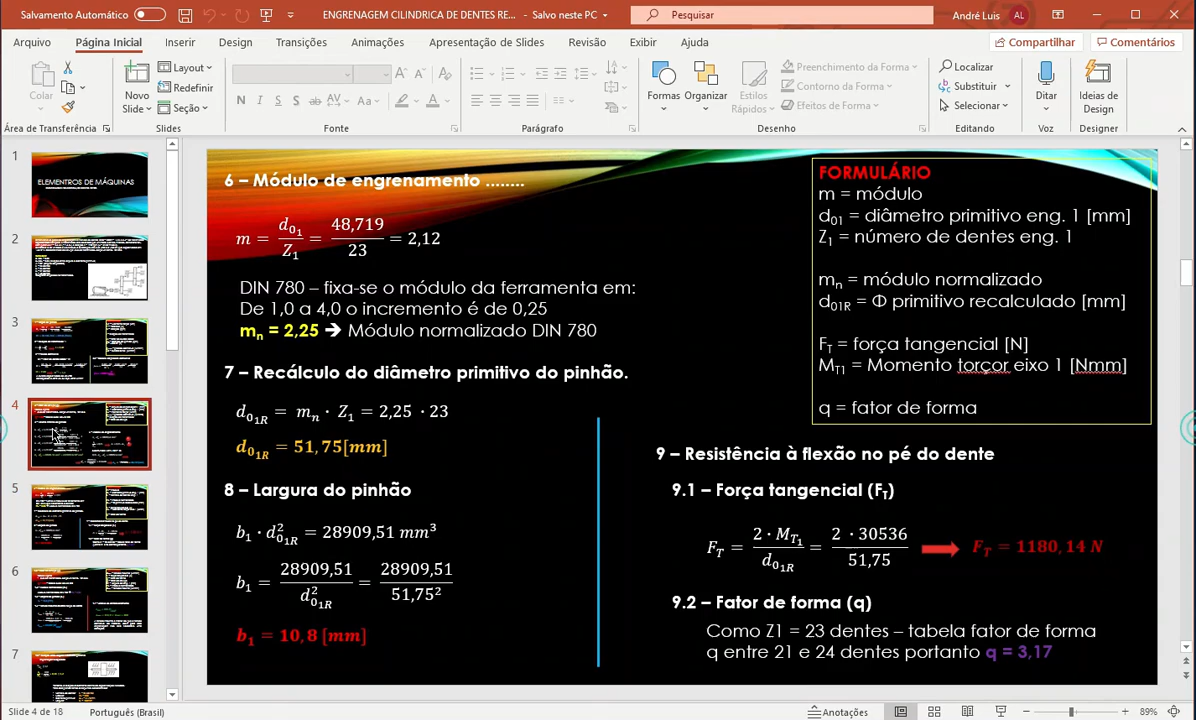 Salvamento Automático
ENGRENAGEM CILINDRICA DE DENTES RE... - Salvo neste PC
Pesquisar
André Luis
AL
Arquivo
Página Inicial
Inserir
Design
Transições
Animações
Apresentação de Slides
Revisão
Exibir
Ajuda
Compartilhar
Comentários
Colar
Novo
Slide
Layout
Redefinir
Seção
N I S S ab AV Aa A
Formas
Organizar
Estilos
Rápidos
Preenchimento da Forma
Contorno da Forma
Efeitos de Forma
Localizar
Substituir
Selecionar
Ditar
Ideias de
Design
Área de Transferência
Slides
Fonte
Parágrafo
Desenho
Editando
Voz
Designer
1
ELEMENTROS DE MÁQUINAS
2
3
4
5
6
7
6 – Módulo de engrenamento ........
m = d₀₁ / Z₁ = 48,719 / 23 = 2,12
DIN 780 – fixa-se o módulo da ferramenta em:
De 1,0 a 4,0 o incremento é de 0,25
mn = 2,25 ➔ Módulo normalizado DIN 780
7 – Recálculo do diâmetro primitivo do pinhão.
d₀₁R = mn · Z₁ = 2,25 · 23
d₀₁R = 51,75[mm]
8 – Largura do pinhão
b₁ · d²₀₁R = 28909,51 mm³
b₁ = 28909,51 / d²₀₁R = 28909,51 / 51,75²
b₁ = 10,8 [mm]
FORMULÁRIO
m = módulo
d01 = diâmetro primitivo eng. 1 [mm]
Z1 = número de dentes eng. 1
mn = módulo normalizado
d01R = Φ primitivo recalculado [mm]
FT = força tangencial [N]
MT1 = Momento torçor eixo 1 [Nmm]
q = fator de forma
9 – Resistência à flexão no pé do dente
9.1 – Força tangencial (FT)
FT = 2 · MT₁ / d₀₁R = 2 · 30536 / 51,75
FT = 1180,14 N
9.2 – Fator de forma (q)
Como Z1 = 23 dentes – tabela fator de forma
q entre 21 e 24 dentes portanto q = 3,17
Slide 4 de 18
Português (Brasil)
Anotações
89%